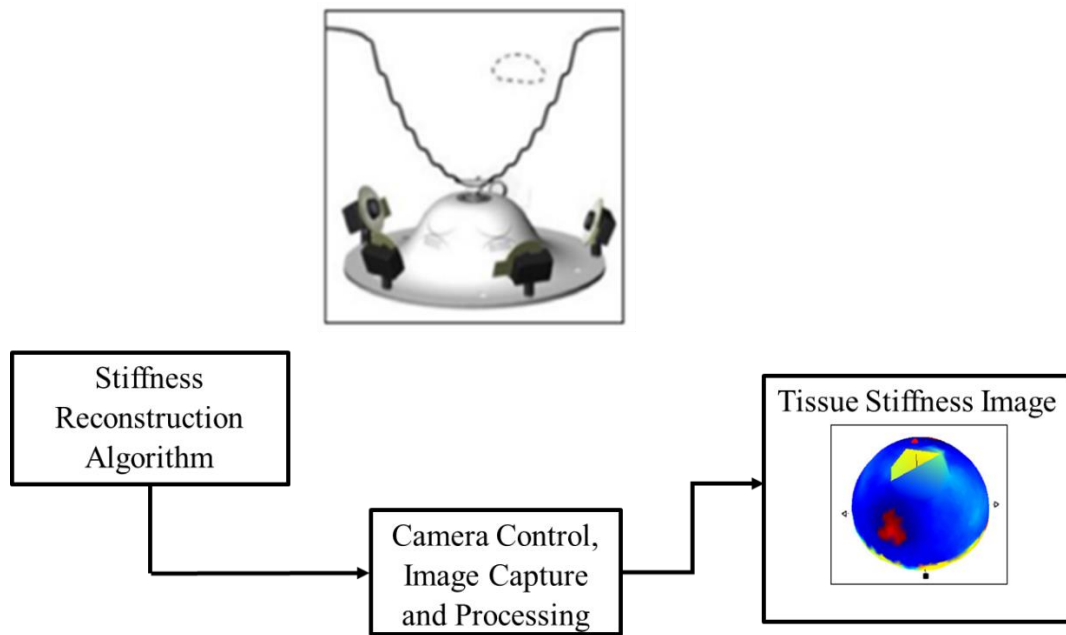 Stiffness
Reconstruction
Algorithm
Camera Control,
Image Capture
and Processing
Tissue Stiffness Image